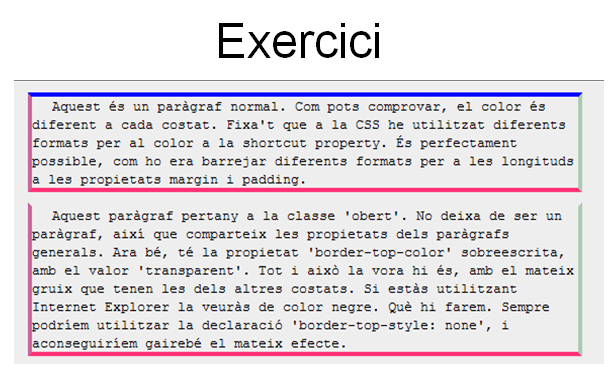 Exercici
Aquest és un paràgraf normal. Com pots comprovar, el color és
diferent a cada costat. Fixa't que a la CSS he utilitzat diferents
formats per al color a la shortcut property. És perfectament
possible, com ho era barrejar diferents formats per a les longituds
a les propietats margin i padding.
Aquest paràgraf pertany a la classe 'obert'. No deixa de ser un
paràgraf, així que comparteix les propietats dels paràgrafs
generals. Ara bé, té la propietat 'border-top-color' sobreescrita,
amb el valor 'transparent'. Tot i això la vora hi és, amb el mateix
gruix que tenen les dels altres costats. Si estàs utilitzant
Internet Explorer la veuràs de color negre. Què hi farem. Sempre
podríem utilitzar la declaració 'border-top-style: none', i
aconseguiríem gairebé el mateix efecte.